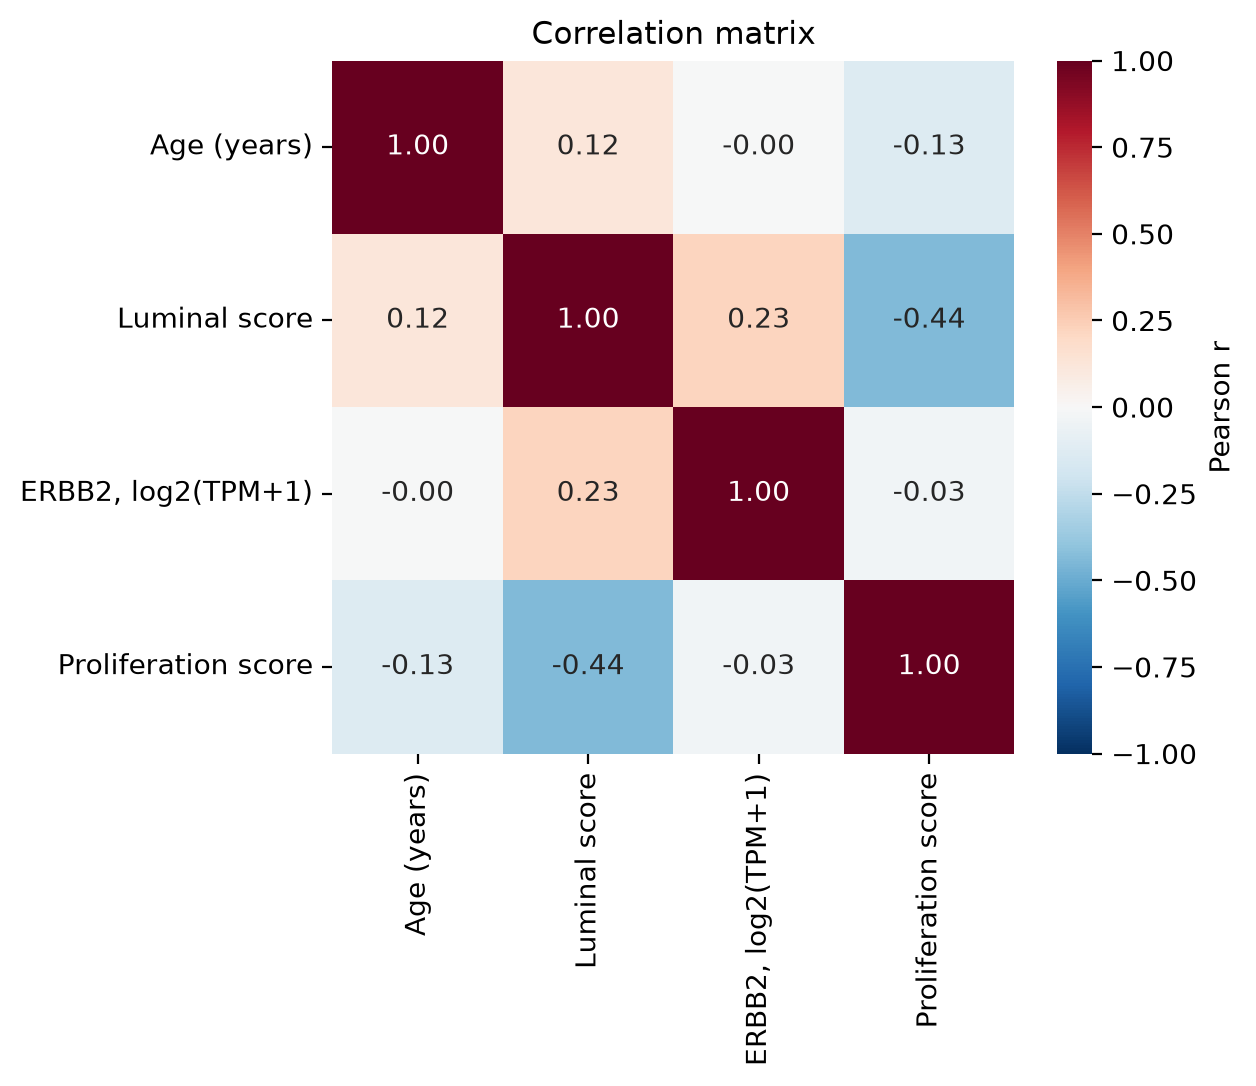 Correlation matrix
Age (years) 1.00 0.12 -0.00 -0.13
Luminal score 0.12 1.00 0.23 -0.44
ERBB2, log2(TPM+1) -0.00 0.23 1.00 -0.03
Proliferation score -0.13 -0.44 -0.03 1.00
Age (years)
Luminal score
ERBB2, log2(TPM+1)
Proliferation score
1.00
0.75
0.50
0.25
0.00
−0.25
−0.50
−0.75
−1.00
Pearson r